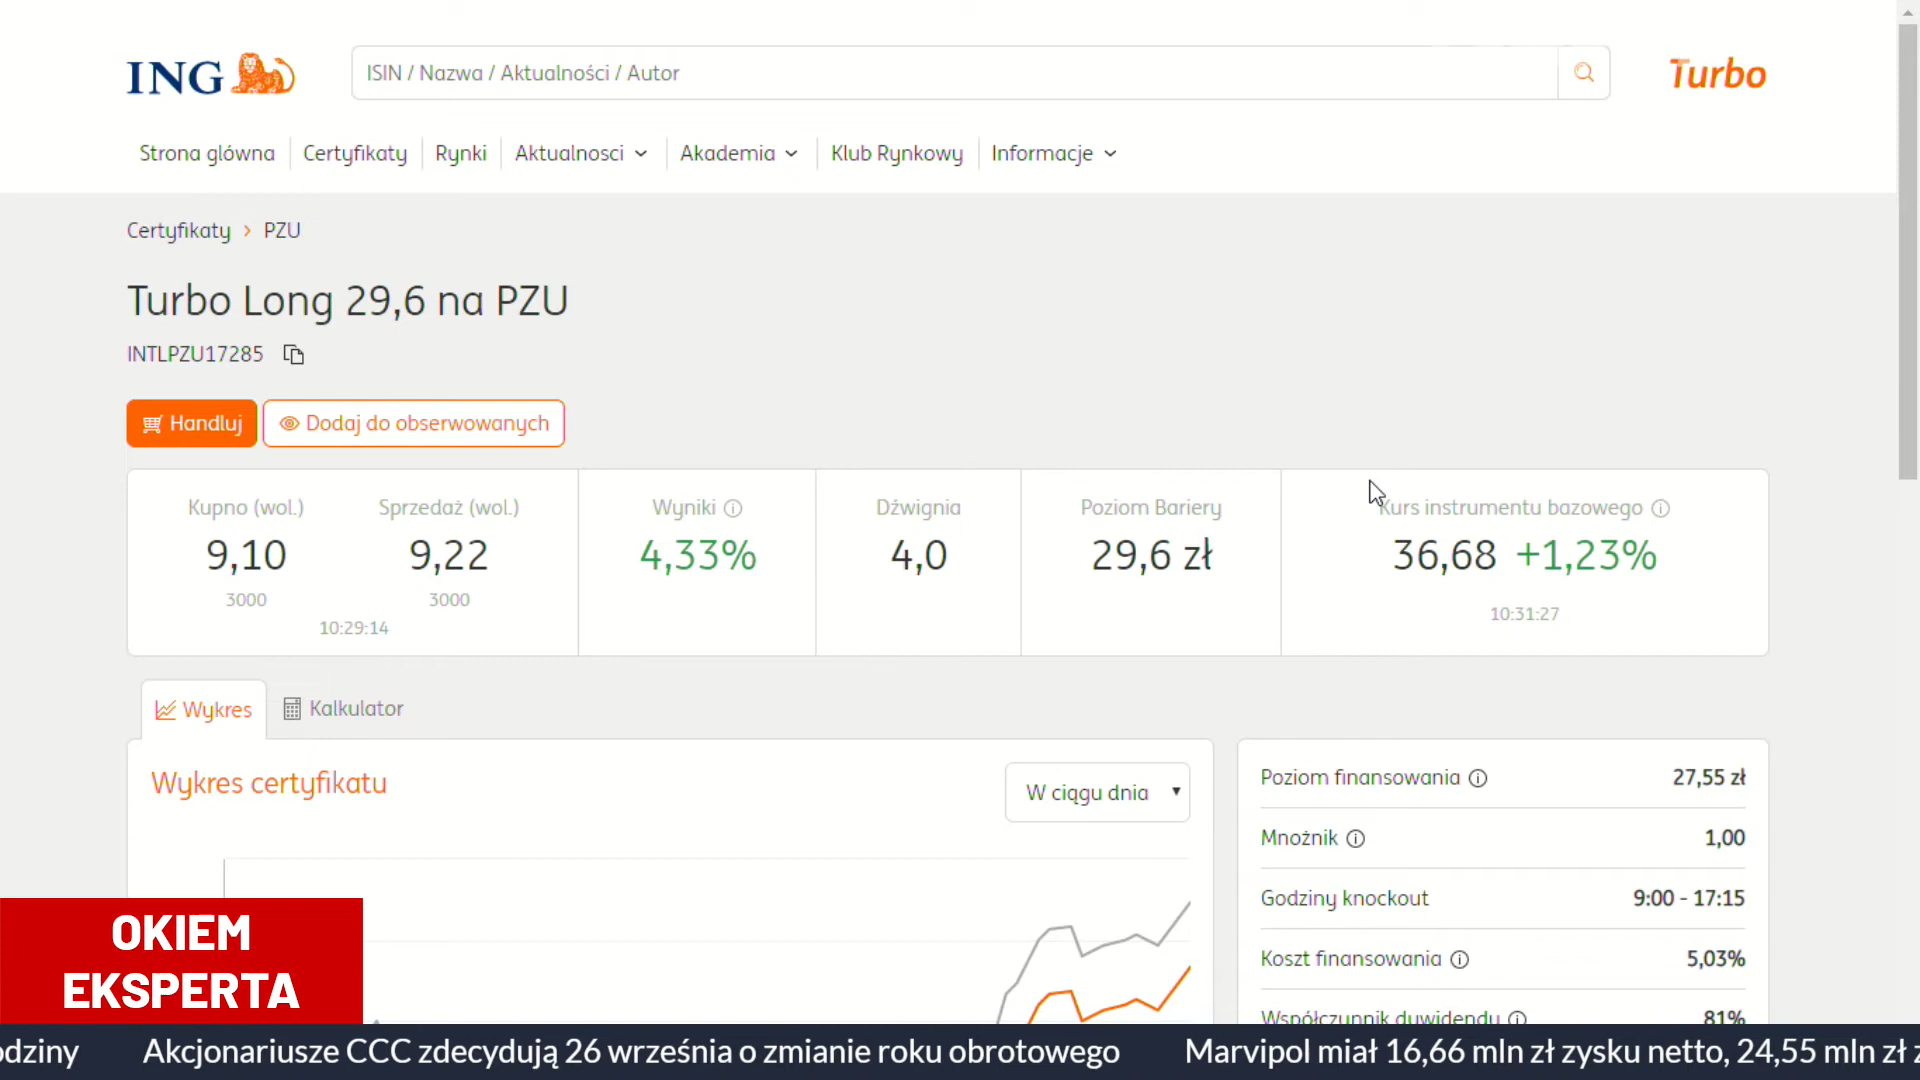 ING
ISIN / Nazwa / Aktualności / Autor
Turbo
Strona główna
Certyfikaty
Rynki
Aktualnosci
Akademia
Klub Rynkowy
Informacje
Certyfikaty > PZU
Turbo Long 29,6 na PZU
INTLPZU17285
Handluj
Dodaj do obserwowanych
Kupno (wol.)
9,10
3000
Sprzedaż (wol.)
9,22
3000
10:29:14
Wyniki
4,33%
Dźwignia
4,0
Poziom Bariery
29,6 zł
Kurs instrumentu bazowego
36,68 +1,23%
10:31:27
Wykres
Kalkulator
Wykres certyfikatu
W ciągu dnia
Poziom finansowania 27,55 zł
Mnożnik 1,00
Godziny knockout 9:00 - 17:15
Koszt finansowania 5,03%
Współczynnik dywidendy 81%
OKIEM
EKSPERTA
odziny Akcjonariusze CCC zdecydują 26 września o zmianie roku obrotowego Marvipol miał 16,66 mln zł zysku netto, 24,55 mln zł z